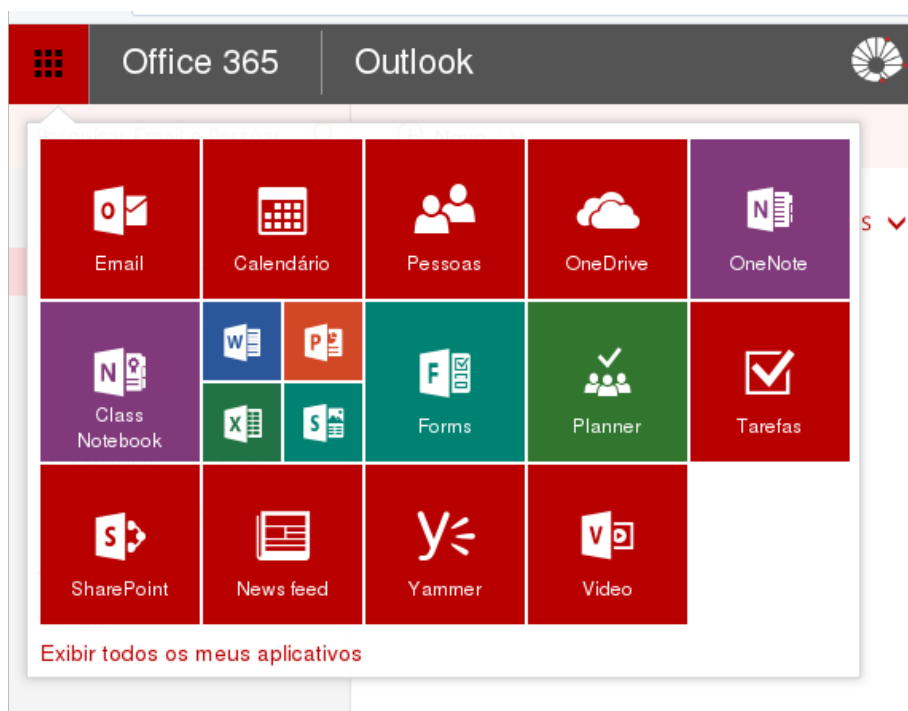 Office 365 Outlook
Email Calendário Pessoas OneDrive OneNote
Class
Notebook
W P
X S
Forms Planner Tarefas
SharePoint News feed Yammer Video
Exibir todos os meus aplicativos